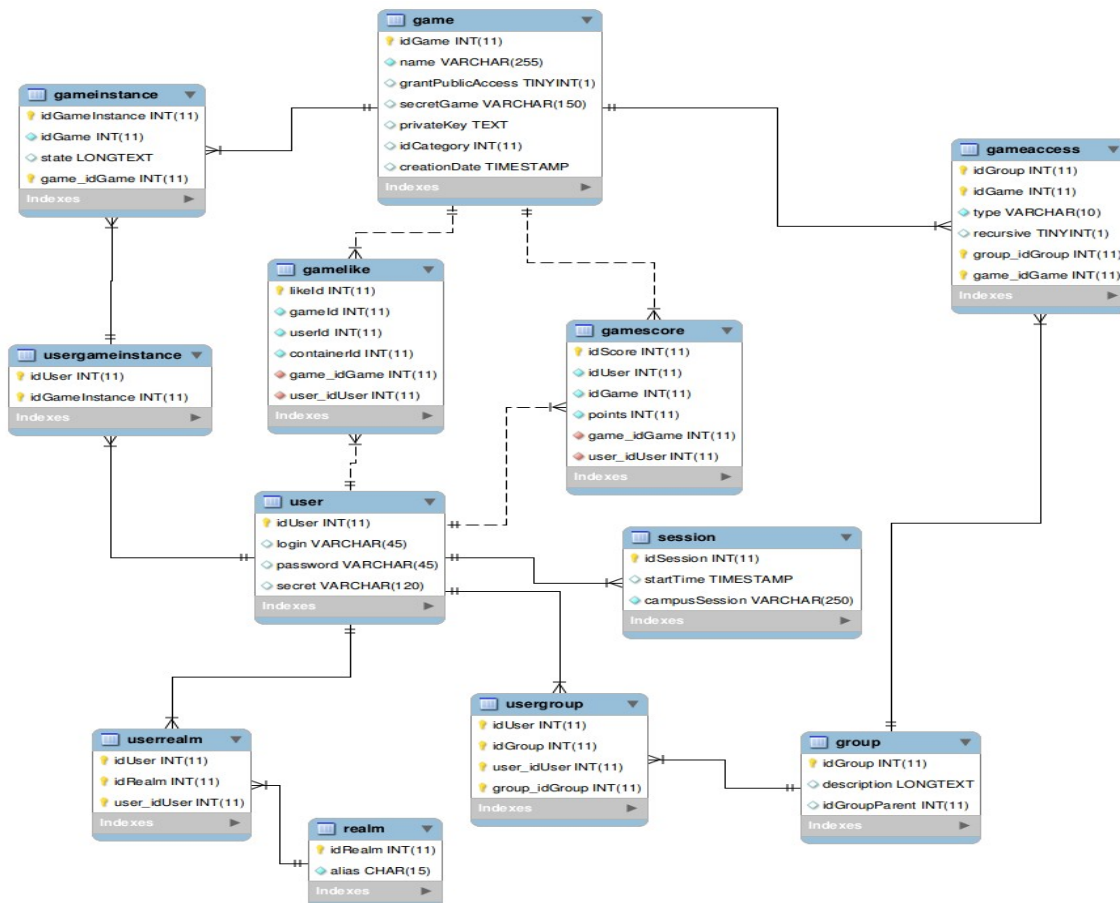 game
idGame INT(11)
name VARCHAR(255)
grantPublicAccess TINYINT(1)
secretGame VARCHAR(150)
privateKey TEXT
idCategory INT(11)
creationDate TIMESTAMP
Indexes
gameinstance
idGameInstance INT(11)
idGame INT(11)
state LONGTEXT
game_idGame INT(11)
Indexes
gameaccess
idGroup INT(11)
idGame INT(11)
type VARCHAR(10)
recursive TINYINT(1)
group_idGroup INT(11)
game_idGame INT(11)
Indexes
gamelike
likeId INT(11)
gameId INT(11)
userId INT(11)
containerId INT(11)
game_idGame INT(11)
user_idUser INT(11)
Indexes
gamescore
idScore INT(11)
idUser INT(11)
idGame INT(11)
points INT(11)
game_idGame INT(11)
user_idUser INT(11)
Indexes
usergameinstance
idUser INT(11)
idGameInstance INT(11)
Indexes
user
idUser INT(11)
login VARCHAR(45)
password VARCHAR(45)
secret VARCHAR(120)
Indexes
session
idSession INT(11)
startTime TIMESTAMP
campusSession VARCHAR(250)
Indexes
usergroup
idUser INT(11)
idGroup INT(11)
user_idUser INT(11)
group_idGroup INT(11)
Indexes
userrealm
idUser INT(11)
idRealm INT(11)
user_idUser INT(11)
Indexes
group
idGroup INT(11)
description LONGTEXT
idGroupParent INT(11)
Indexes
realm
idRealm INT(11)
alias CHAR(15)
Indexes